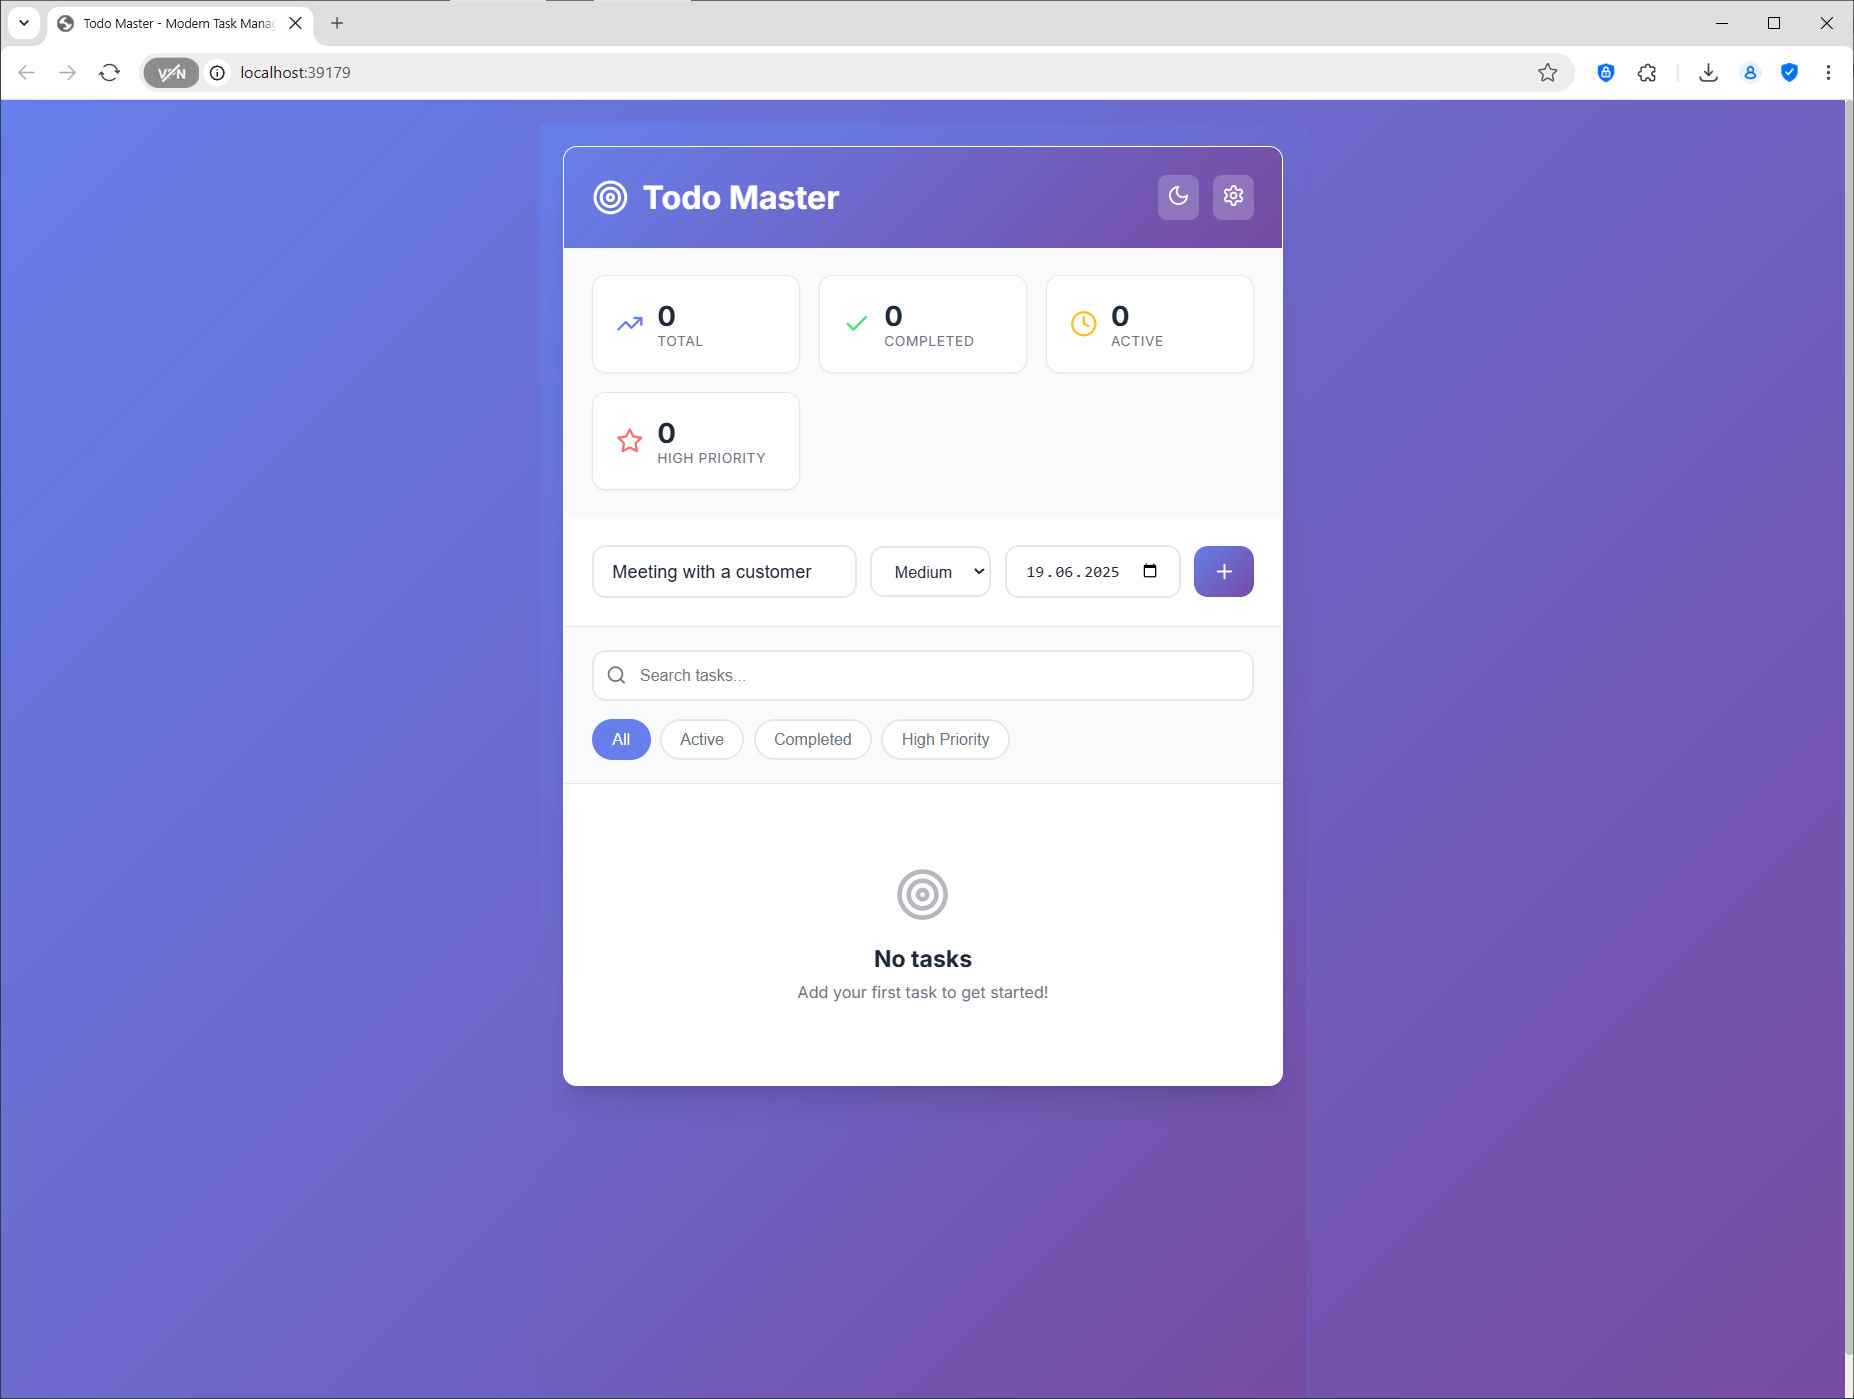 Todo Master - Modern Task Mana
VPN
localhost:39179
Todo Master
0
TOTAL
0
COMPLETED
0
ACTIVE
0
HIGH PRIORITY
Meeting with a customer
Medium
19.06.2025
Search tasks...
All
Active
Completed
High Priority
No tasks
Add your first task to get started!